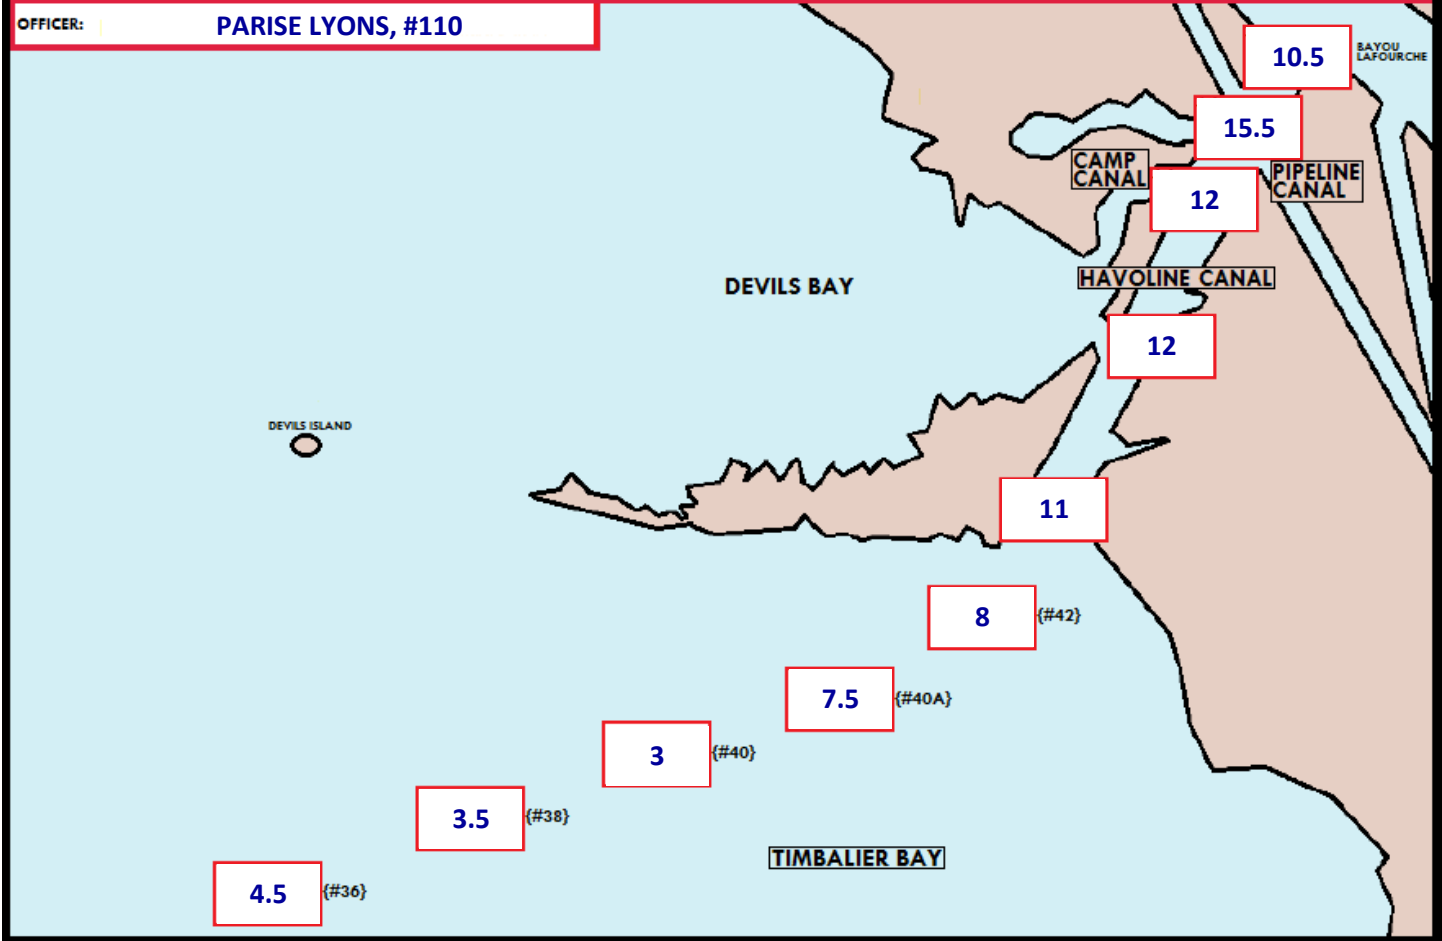 OFFICER: PARISE LYONS, #110
10.5
BAYOU
LAFOURCHE
15.5
CAMP
CANAL
PIPELINE
CANAL
12
HAVOLINE CANAL
DEVILS BAY
12
DEVILS ISLAND
11
8 {#42}
7.5 {#40A}
3 {#40}
3.5 {#38}
TIMBALIER BAY
4.5 {#36}